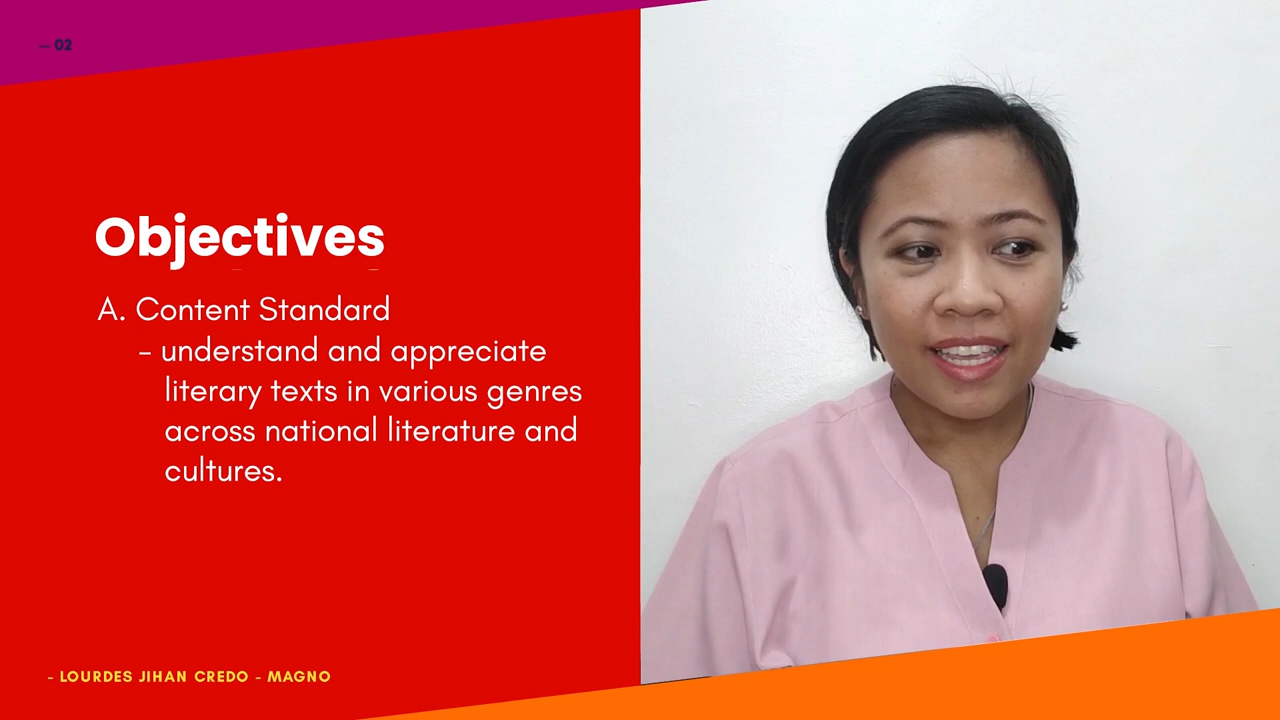 — 02
Objectives
A. Content Standard
- understand and appreciate
literary texts in various genres
across national literature and
cultures.
- LOURDES JIHAN CREDO - MAGNO